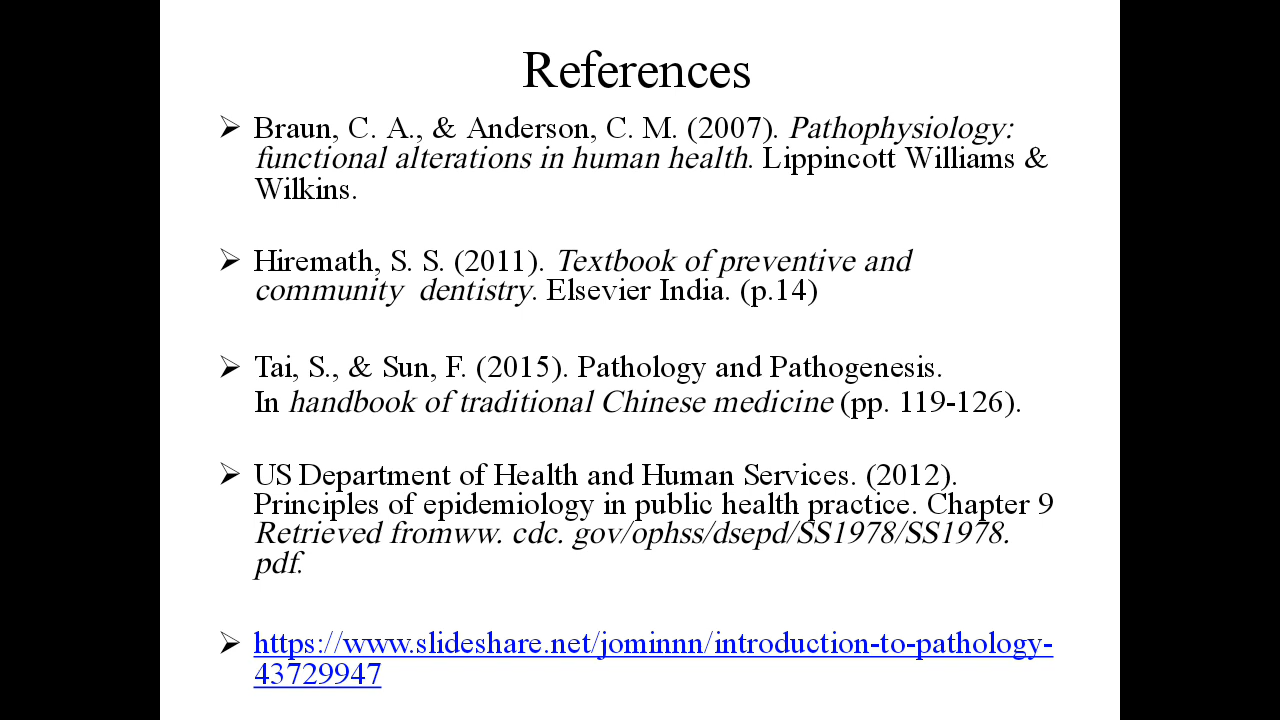 References
➢ Braun, C. A., & Anderson, C. M. (2007). Pathophysiology:
functional alterations in human health. Lippincott Williams &
Wilkins.
➢ Hiremath, S. S. (2011). Textbook of preventive and
community  dentistry. Elsevier India. (p.14)
➢ Tai, S., & Sun, F. (2015). Pathology and Pathogenesis.
In handbook of traditional Chinese medicine (pp. 119-126).
➢ US Department of Health and Human Services. (2012).
Principles of epidemiology in public health practice. Chapter 9
Retrieved fromww. cdc. gov/ophss/dsepd/SS1978/SS1978.
pdf.
➢ https://www.slideshare.net/jominnn/introduction-to-pathology-
43729947